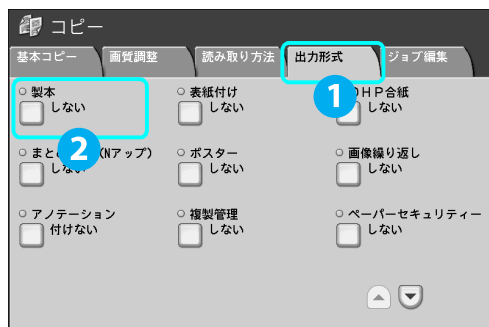 コピー
基本コピー 画質調整 読み取り方法 出力形式 ジョブ編集
製本 表紙付け HP合紙
しない しない しない
1
2
まと (Nアップ) ポスター 画像繰り返し
しない しない しない
アノテーション 複製管理 ペーパーセキュリティー
付けない しない しない